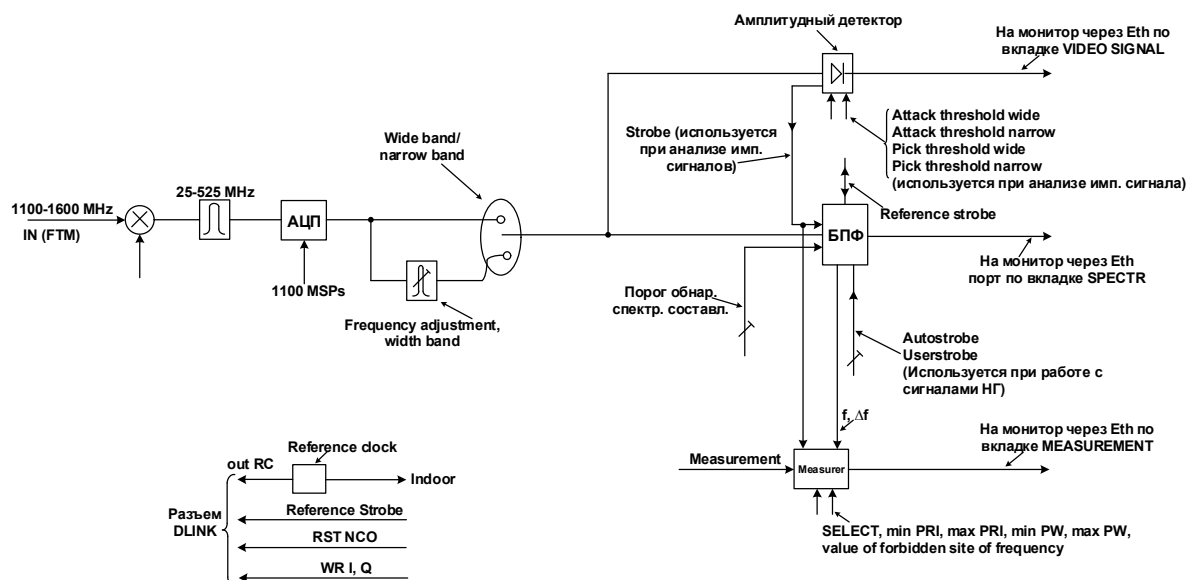 Амплитудный детектор
На монитор через Eth по
вкладке VIDEO SIGNAL
Attack threshold wide
Attack threshold narrow
Pick threshold wide
Pick threshold narrow
(используется при анализе имп. сигнала)
Strobe (используется
при анализе имп.
сигналов)
Wide band/
narrow band
25-525 MHz
1100-1600 MHz
IN (FTM)
АЦП
1100 MSPs
Frequency adjustment,
width band
Reference strobe
БПФ
На монитор через Eth
порт по вкладке SPECTR
Порог обнар.
спектр. составл.
Autostrobe
Userstrobe
(Используется при работе с
сигналами НГ)
f, Δf
На монитор через Eth по
вкладке MEASUREMENT
Measurement
Measurer
SELECT, min PRI, max PRI, min PW, max PW,
value of forbidden site of frequency
Reference clock
out RC
Indoor
Разъем
DLINK
Reference Strobe
RST NCO
WR I, Q